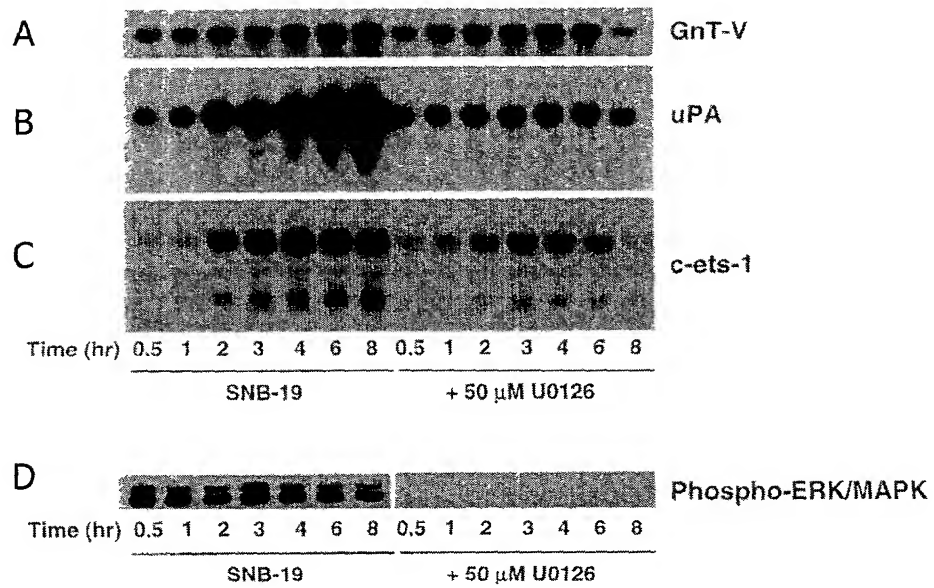 A GnT-V
B uPA
C c-ets-1
Time (hr) 0.5 1 2 3 4 6 8 0.5 1 2 3 4 6 8
SNB-19 + 50 μM U0126
D Phospho-ERK/MAPK
Time (hr) 0.5 1 2 3 4 6 8 0.5 1 2 3 4 6 8
SNB-19 + 50 μM U0126